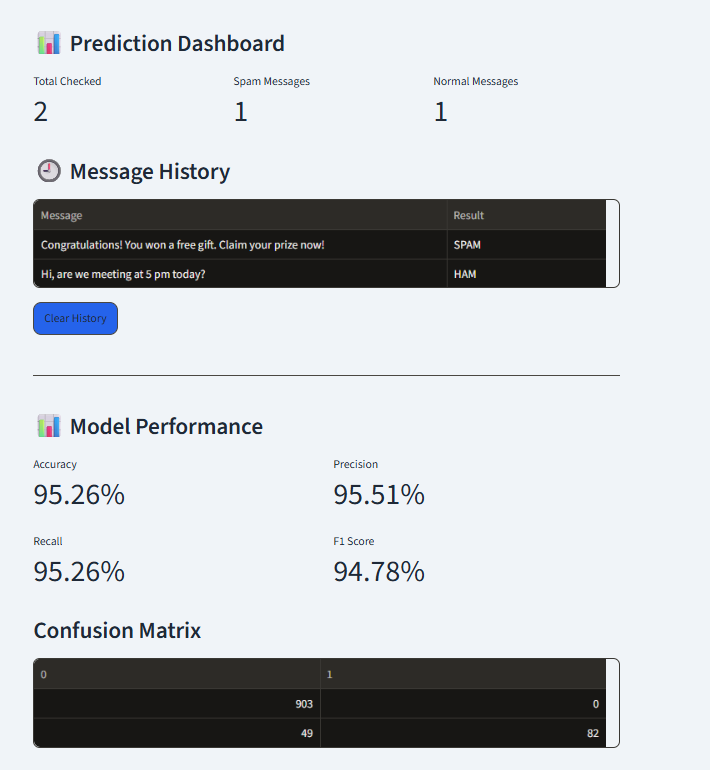 Prediction Dashboard
Total Checked Spam Messages Normal Messages
2 1 1
Message History
Message Result
Congratulations! You won a free gift. Claim your prize now! SPAM
Hi, are we meeting at 5 pm today? HAM
Clear History
Model Performance
Accuracy Precision
95.26% 95.51%
Recall F1 Score
95.26% 94.78%
Confusion Matrix
0 1
903 0
49 82